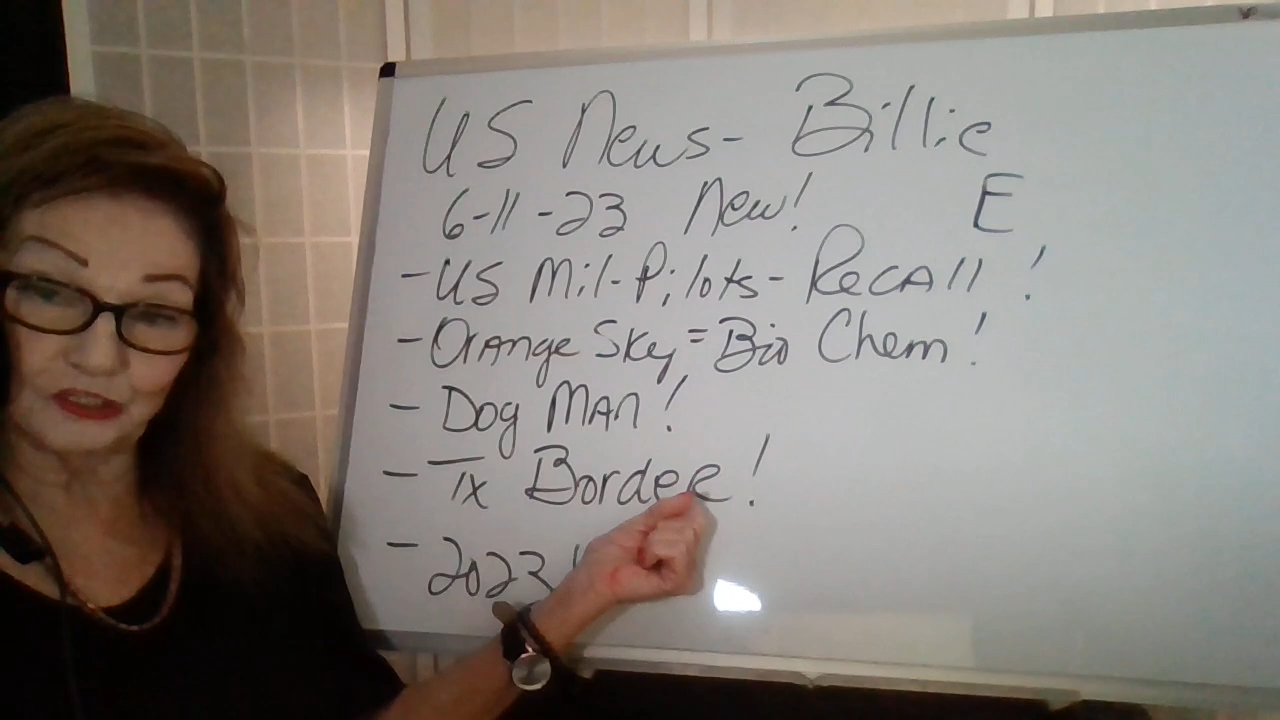 US News- Billie
6-11-23 New! E
- US Mil-Pilots- Recall!
- Orange Sky = Bio Chem!
- Dog Man!
- Tx Border!
- 2023